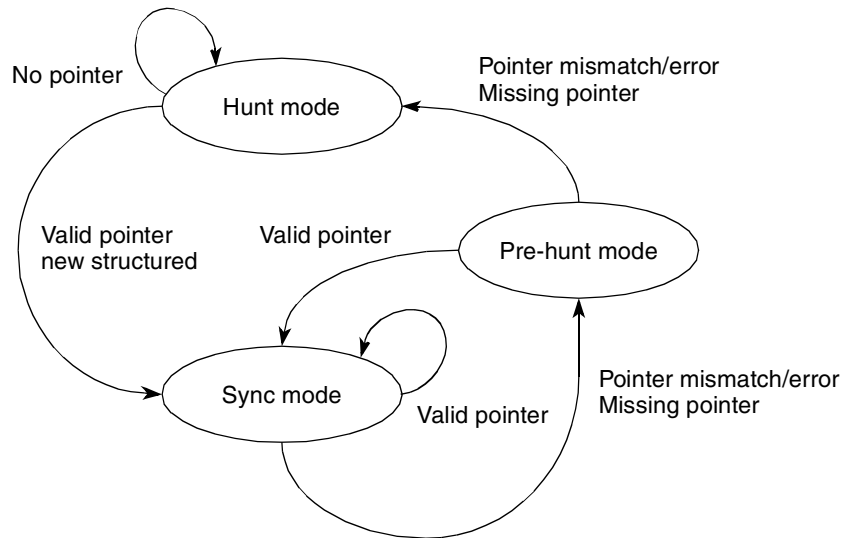 No pointer
Hunt mode
Pointer mismatch/error
Missing pointer
Valid pointer
new structured
Valid pointer
Pre-hunt mode
Sync mode
Valid pointer
Pointer mismatch/error
Missing pointer